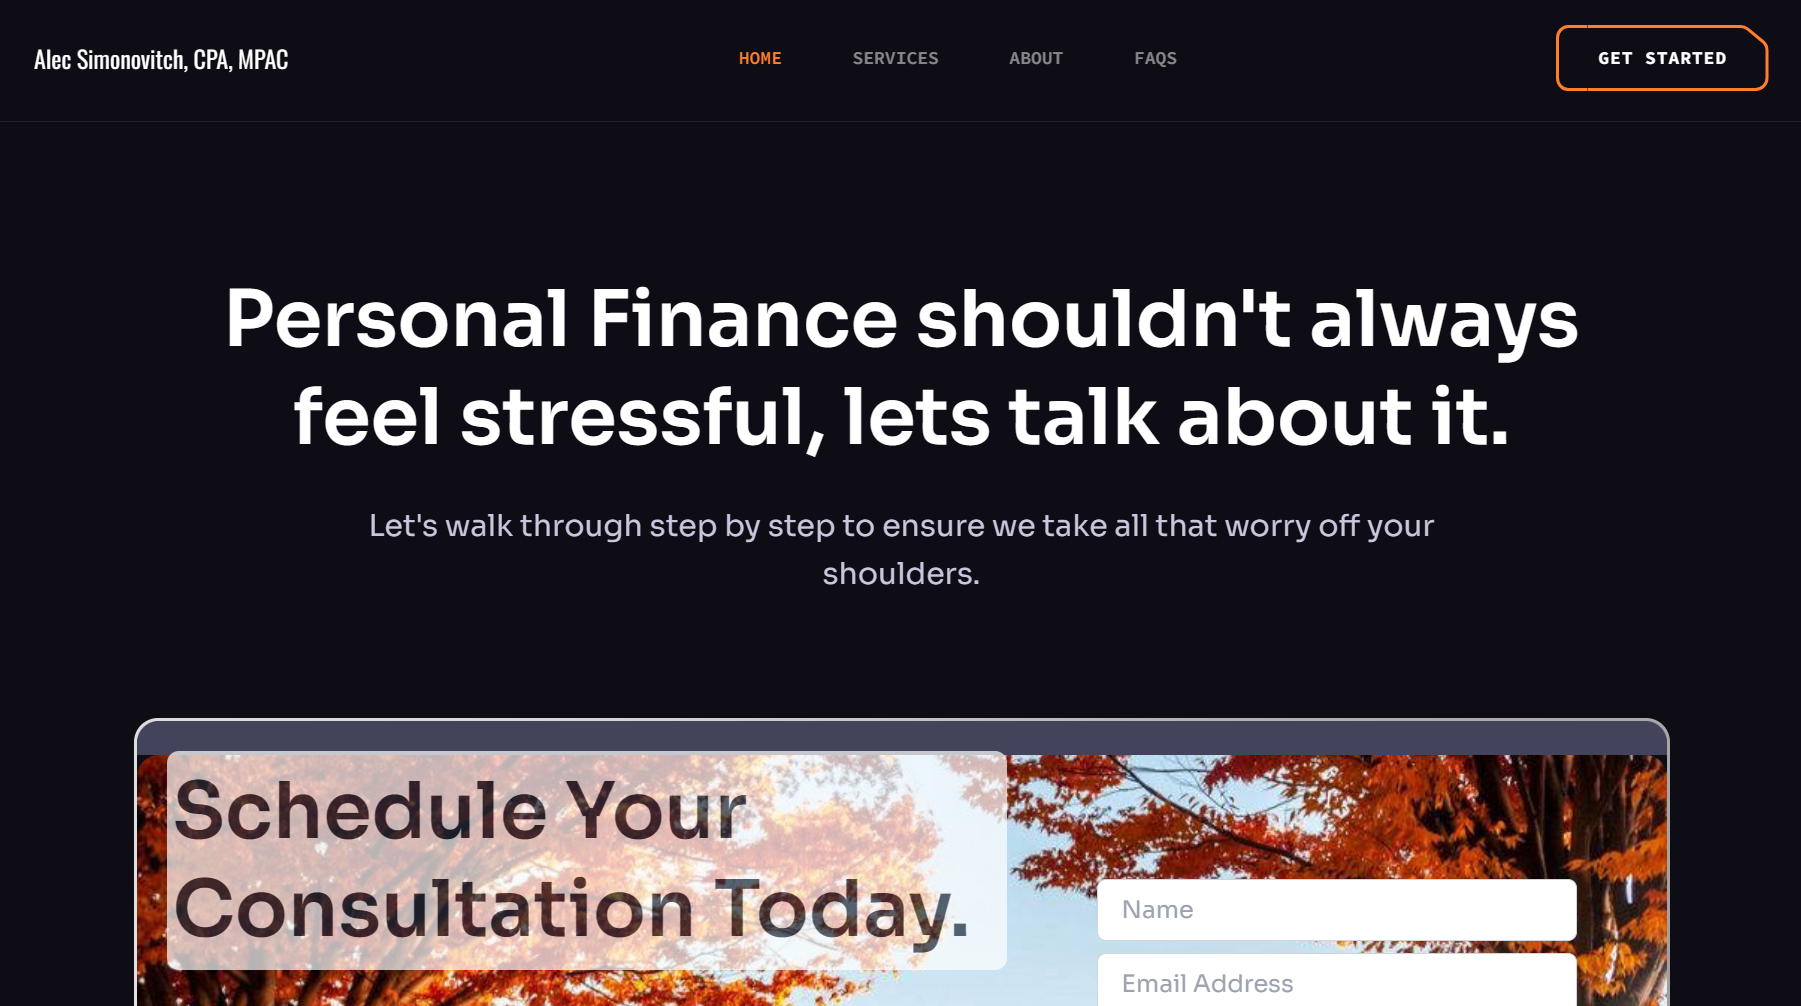 Alec Simonovitch, CPA, MPAC
HOME
SERVICES
ABOUT
FAQS
GET STARTED
Personal Finance shouldn't always
feel stressful, lets talk about it.
Let's walk through step by step to ensure we take all that worry off your
shoulders.
Schedule Your
Consultation Today.
Name
Email Address